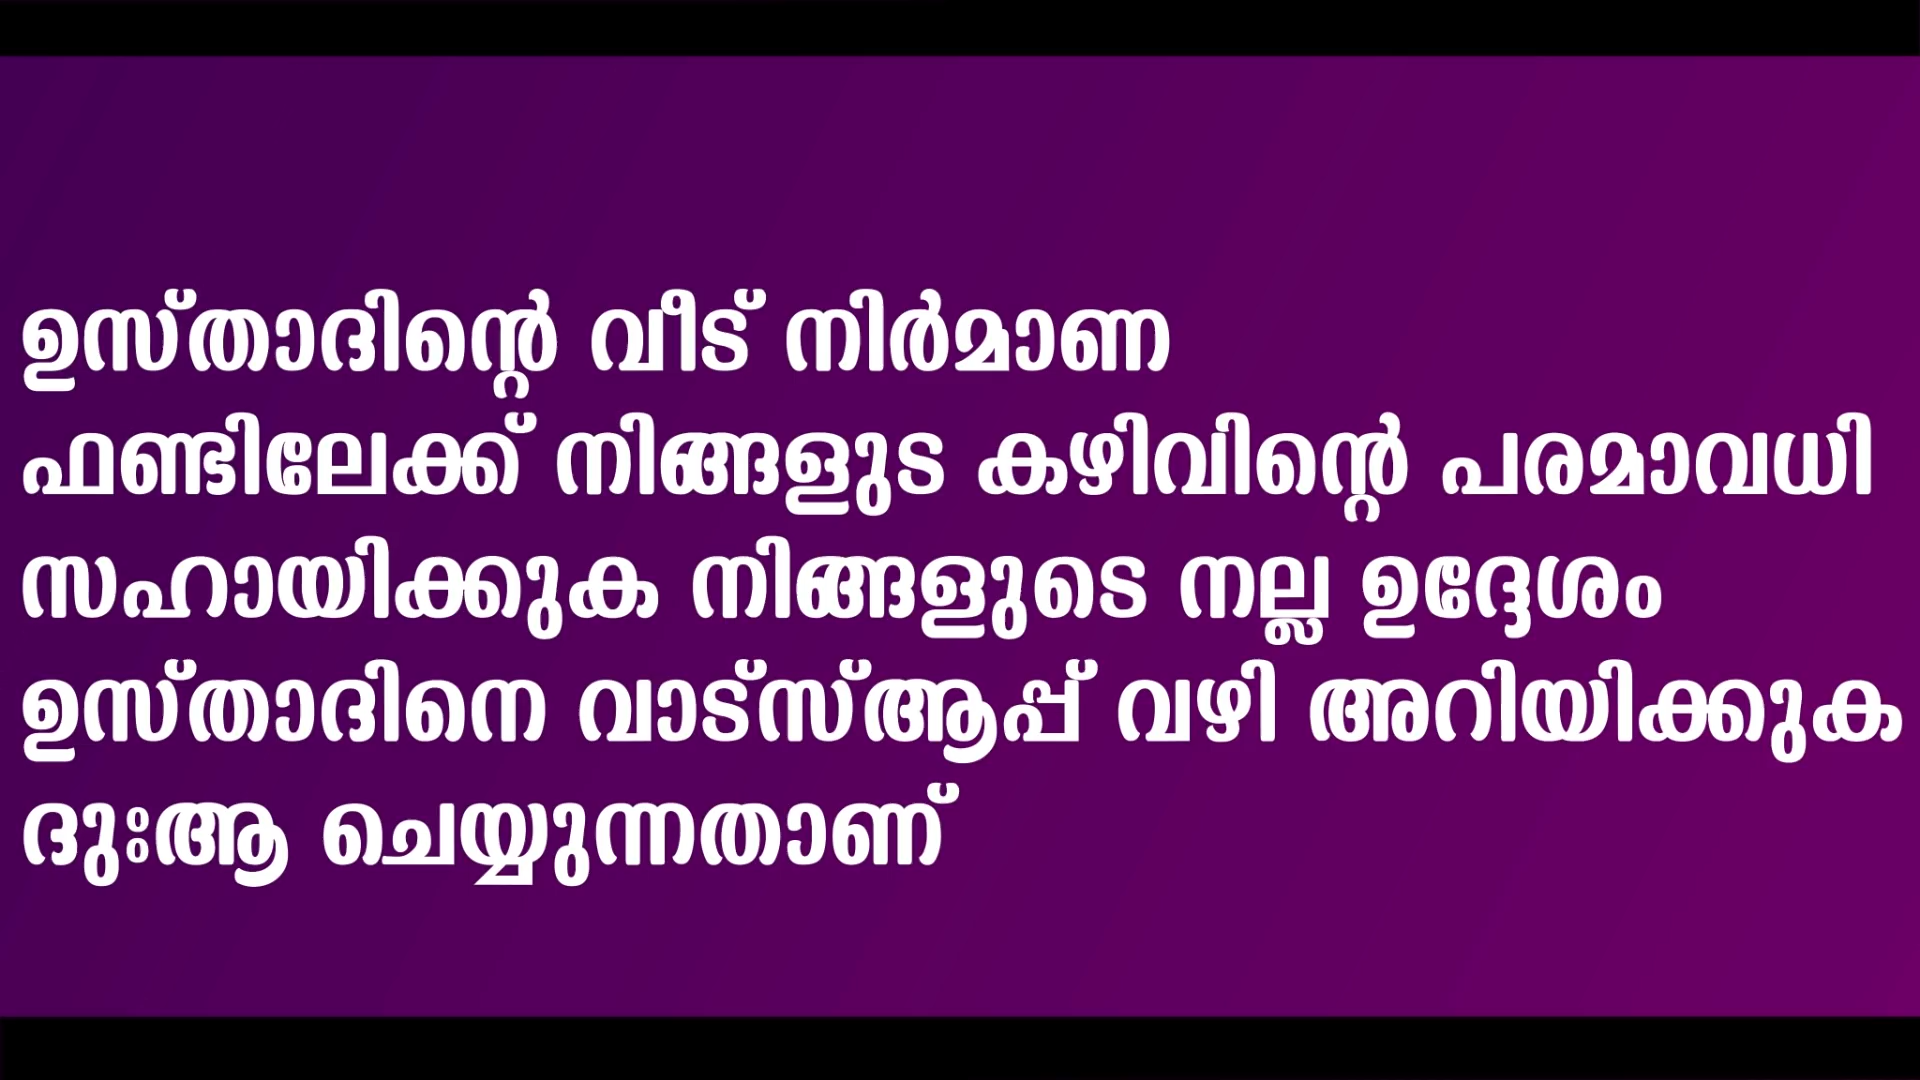 ഉസ്താദിന്റെ വീട് നിർമാണ
ഫണ്ടിലേക്ക് നിങ്ങളുട കഴിവിന്റെ പരമാവധി
സഹായിക്കുക നിങ്ങളുടെ നല്ല ഉദ്ദേശം
ഉസ്താദിനെ വാട്സ്ആപ്പ് വഴി അറിയിക്കുക
ദുഃആ ചെയ്യുന്നതാണ്